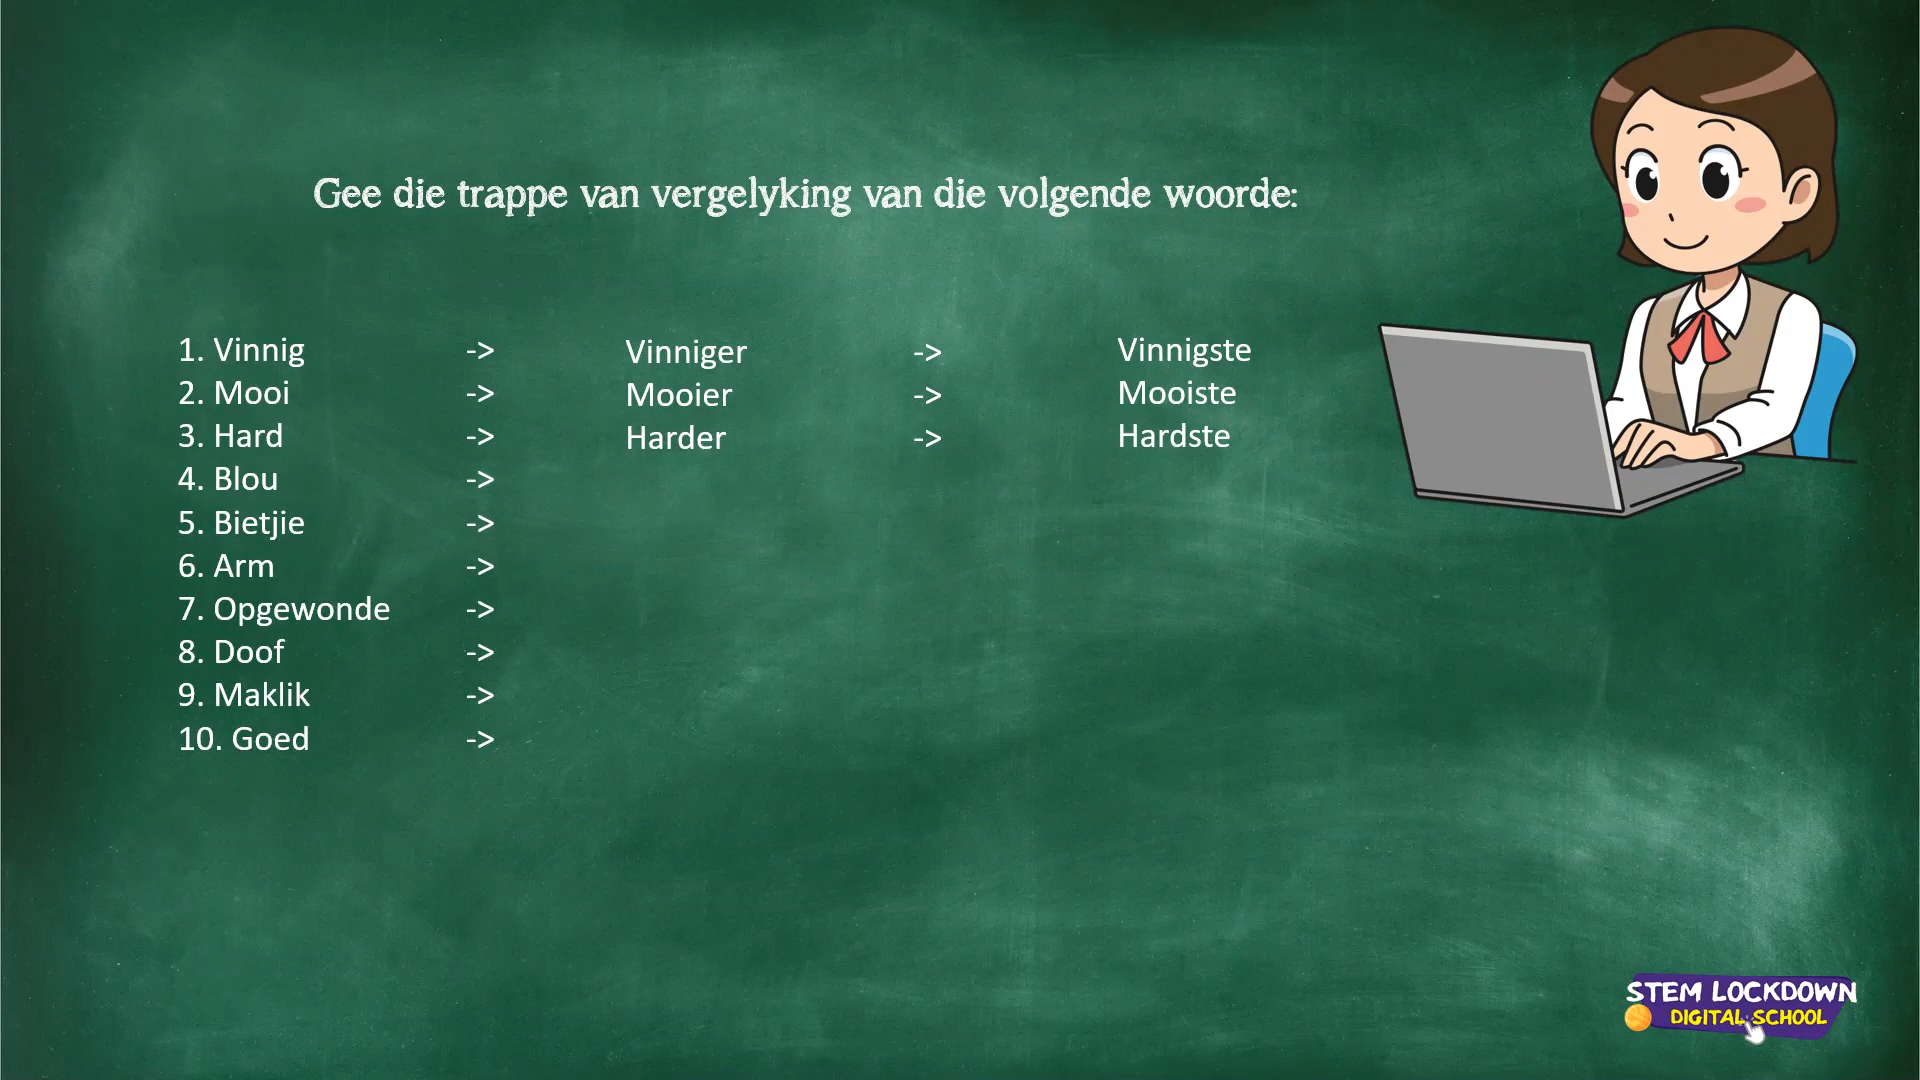 Gee die trappe van vergelyking van die volgende woorde:
1. Vinnig -> Vinniger -> Vinnigste
2. Mooi -> Mooier -> Mooiste
3. Hard -> Harder -> Hardste
4. Blou ->
5. Bietjie ->
6. Arm ->
7. Opgewonde ->
8. Doof ->
9. Maklik ->
10. Goed ->
STEM LOCKDOWN
DIGITAL SCHOOL